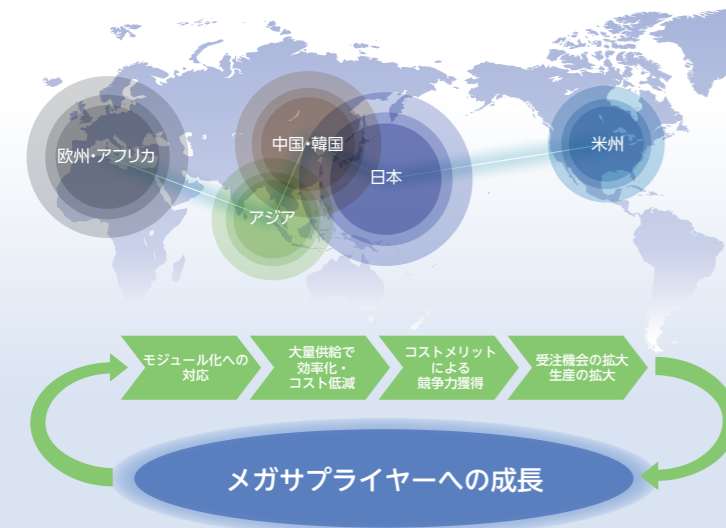 欧州・アフリカ
中国・韓国
日本
米州
アジア
モジュール化への
対応
大量供給で
効率化・
コスト低減
コストメリット
による
競争力獲得
受注機会の拡大
生産の拡大
メガサプライヤーへの成長